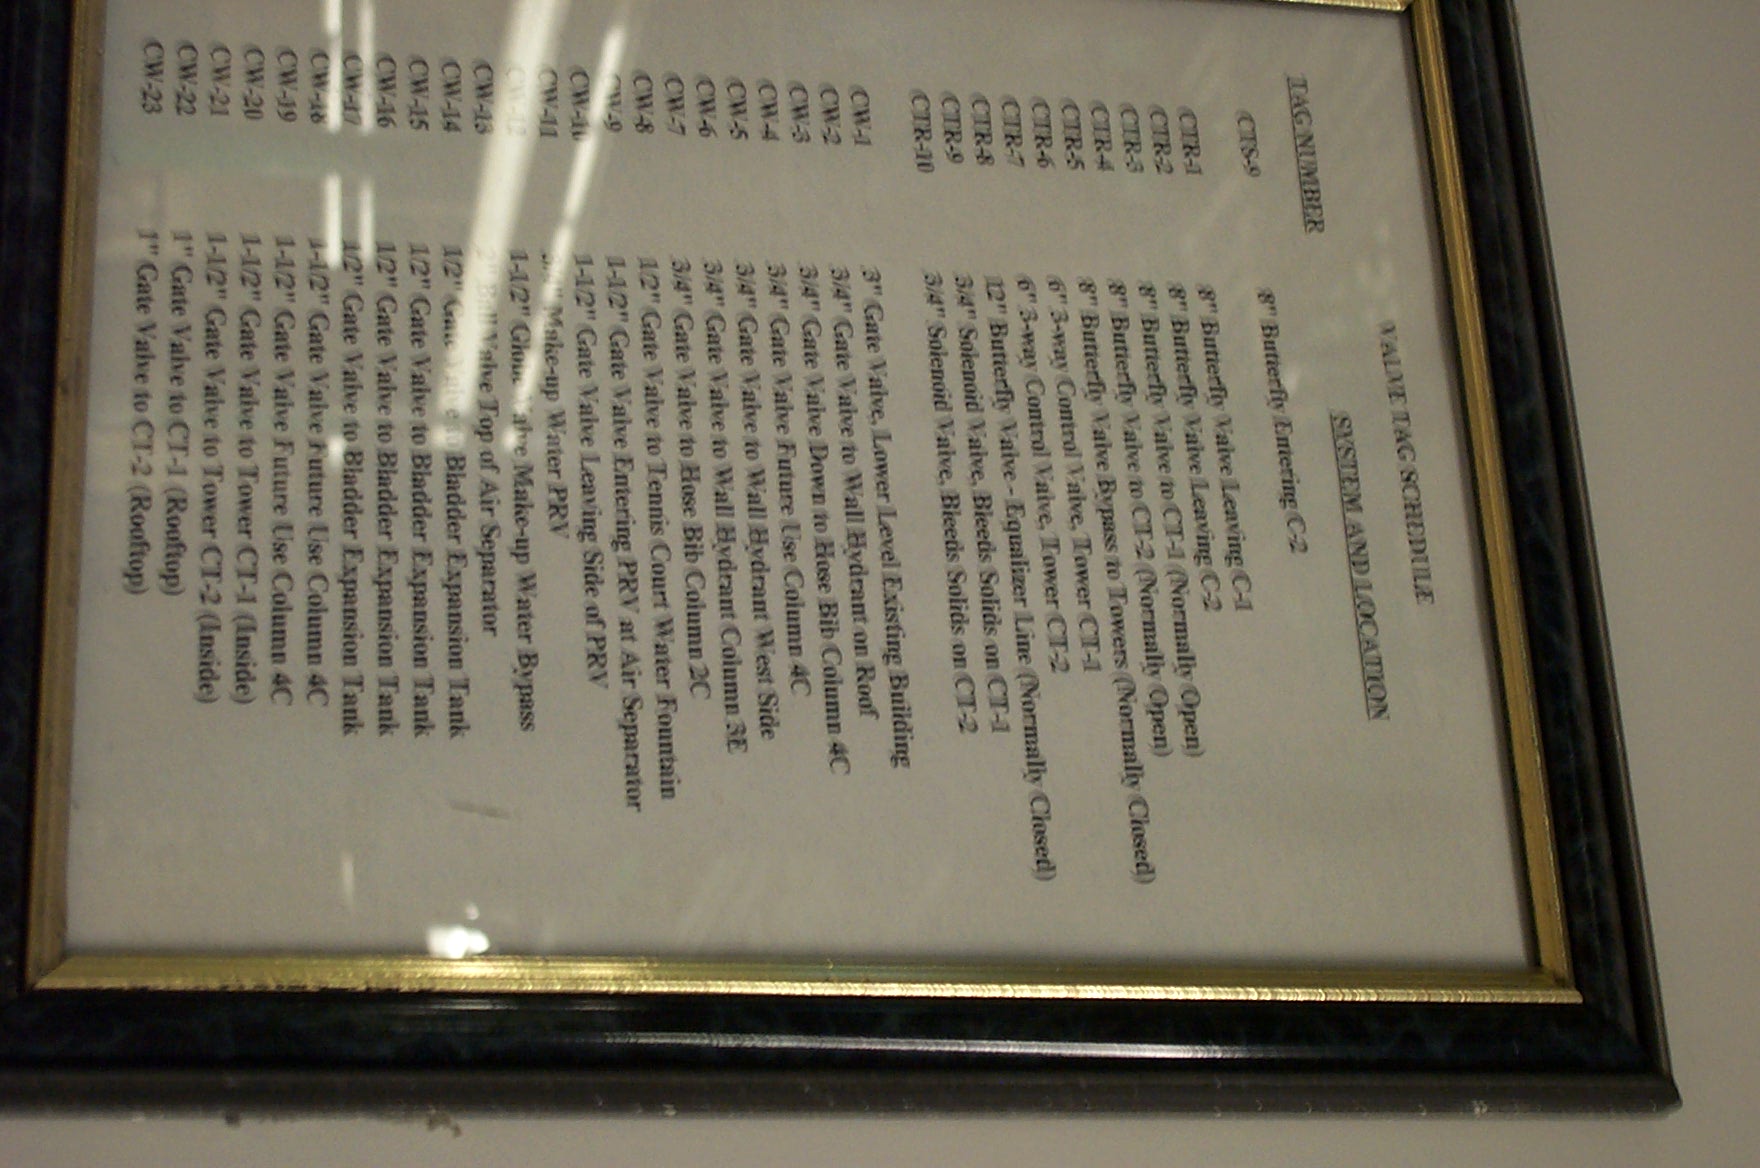 VALVE TAG SCHEDULE
TAG NUMBER SYSTEM AND LOCATION
CTS-9 8" Butterfly Entering C-2
CTR-1 8" Butterfly Valve Leaving C-1
CTR-2 8" Butterfly Valve Leaving C-2
CTR-3 8" Butterfly Valve to CT-1 (Normally Open)
CTR-4 8" Butterfly Valve to CT-2 (Normally Open)
CTR-5 8" Butterfly Valve Bypass to Towers (Normally Closed)
CTR-6 6" 3-way Control Valve, Tower CT-1
CTR-7 6" 3-way Control Valve, Tower CT-2
CTR-8 12" Butterfly Valve - Equalizer Line (Normally Closed)
CTR-9 3/4" Solenoid Valve, Bleeds Solids on CT-1
CTR-10 3/4" Solenoid Valve, Bleeds Solids on CT-2
CW-1 3" Gate Valve, Lower Level Existing Building
CW-2 3/4" Gate Valve to Wall Hydrant on Roof
CW-3 3/4" Gate Valve Down to Hose Bib Column 4C
CW-4 3/4" Gate Valve Future Use Column 4C
CW-5 3/4" Gate Valve to Wall Hydrant West Side
CW-6 3/4" Gate Valve to Wall Hydrant Column 3E
CW-7 3/4" Gate Valve to Hose Bib Column 2C
CW-8 1/2" Gate Valve to Tennis Court Water Fountain
CW-9 1-1/2" Gate Valve Entering PRV at Air Separator
CW-10 1-1/2" Gate Valve Leaving Side of PRV
CW-11 3/4" Make-up Water PRV
CW-12 1-1/2" Globe Valve Make-up Water Bypass
CW-13 2" Ball Valve Top of Air Separator
CW-14 1/2" Gate Valve to Bladder Expansion Tank
CW-15 1/2" Gate Valve to Bladder Expansion Tank
CW-16 1/2" Gate Valve to Bladder Expansion Tank
CW-17 1/2" Gate Valve to Bladder Expansion Tank
CW-18 1-1/2" Gate Valve Future Use Column 4C
CW-19 1-1/2" Gate Valve Future Use Column 4C
CW-20 1-1/2" Gate Valve to Tower CT-1 (Inside)
CW-21 1-1/2" Gate Valve to Tower CT-2 (Inside)
CW-22 1" Gate Valve to CT-1 (Rooftop)
CW-23 1" Gate Valve to CT-2 (Rooftop)